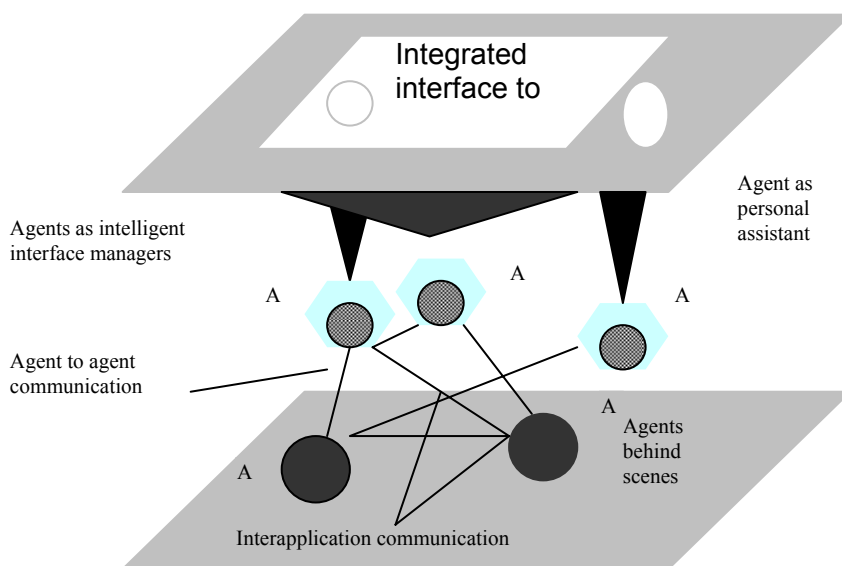 Integrated
interface to
Agent as
personal
assistant
Agents as intelligent
interface managers
A
A
A
Agent to agent
communication
A
Agents
behind
scenes
A
Interapplication communication